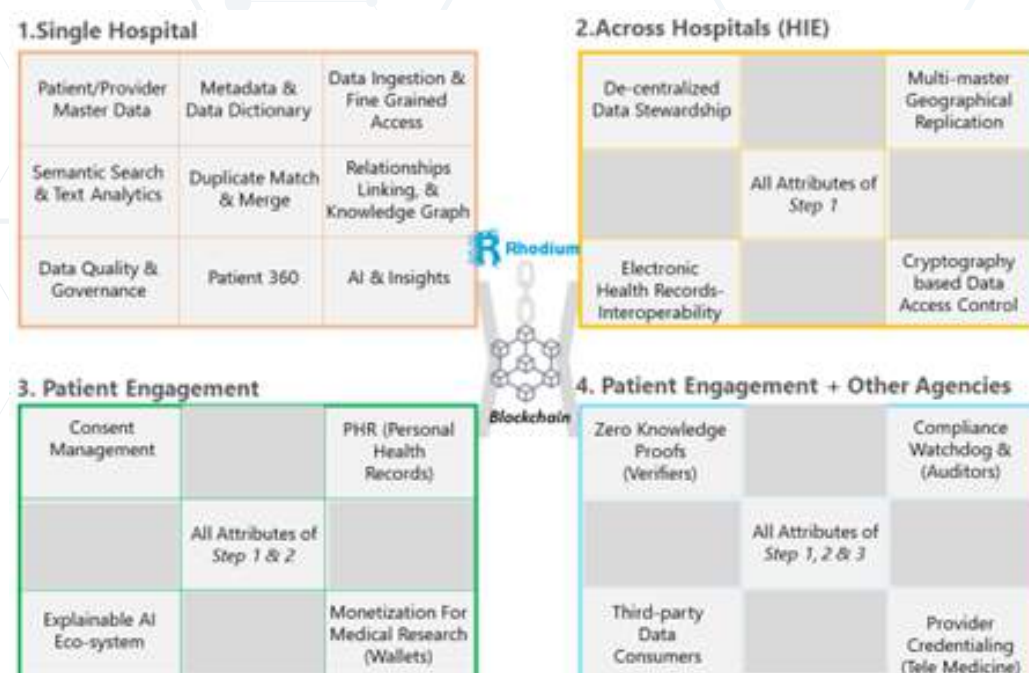 1.Single Hospital
Patient/Provider
Master Data
Metadata &
Data Dictionary
Data Ingestion &
Fine Grained
Access
Semantic Search
& Text Analytics
Duplicate Match
& Merge
Relationships
Linking, &
Knowledge Graph
Data Quality &
Governance
Patient 360
AI & Insights
2.Across Hospitals (HIE)
De-centralized
Data Stewardship
Multi-master
Geographical
Replication
All Attributes of
Step 1
Electronic
Health Records-
Interoperability
Cryptography
based Data
Access Control
Rhodium
Blockchain
3. Patient Engagement
Consent
Management
PHR (Personal
Health
Records)
All Attributes of
Step 1 & 2
Explainable AI
Eco-system
Monetization For
Medical Research
(Wallets)
4. Patient Engagement + Other Agencies
Zero Knowledge
Proofs
(Verifiers)
Compliance
Watchdog &
(Auditors)
All Attributes of
Step 1, 2 & 3
Third-party
Data
Consumers
Provider
Credentialing
(Tele Medicine)